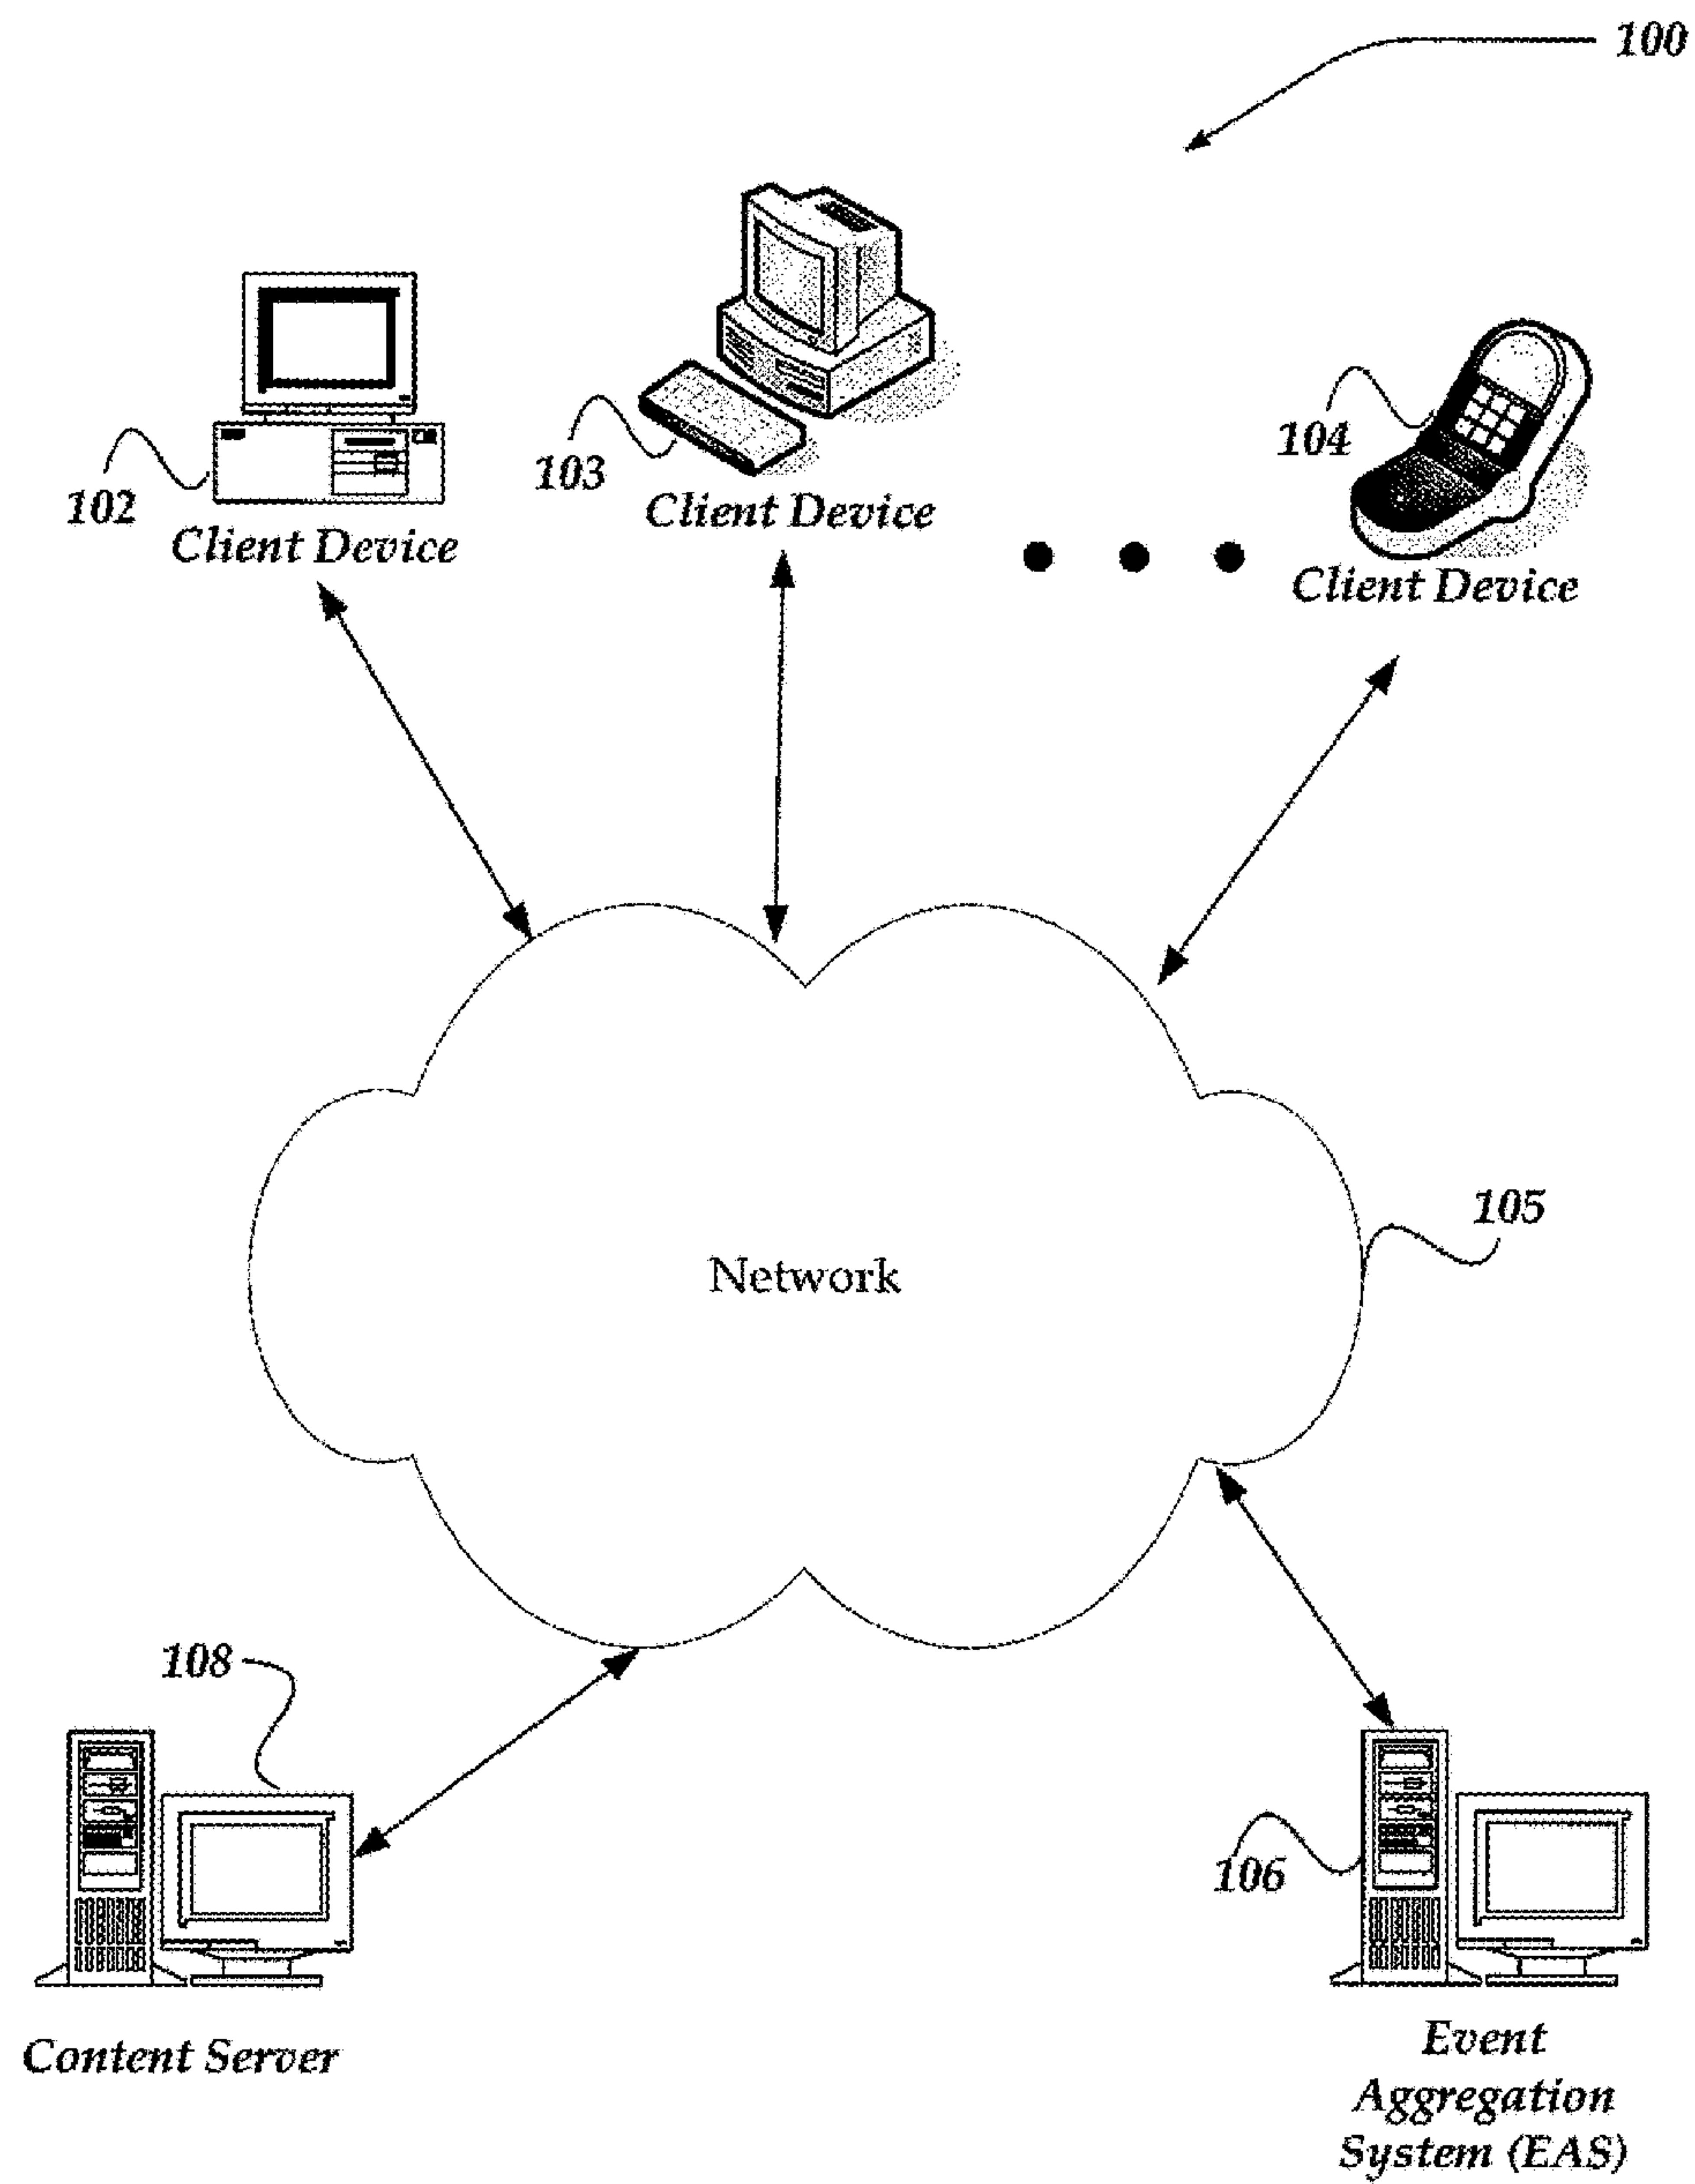 100
102
Client Device
103
Client Device
104
Client Device
Network
105
108
Content Server
106
Event
Aggregation
System (EAS)